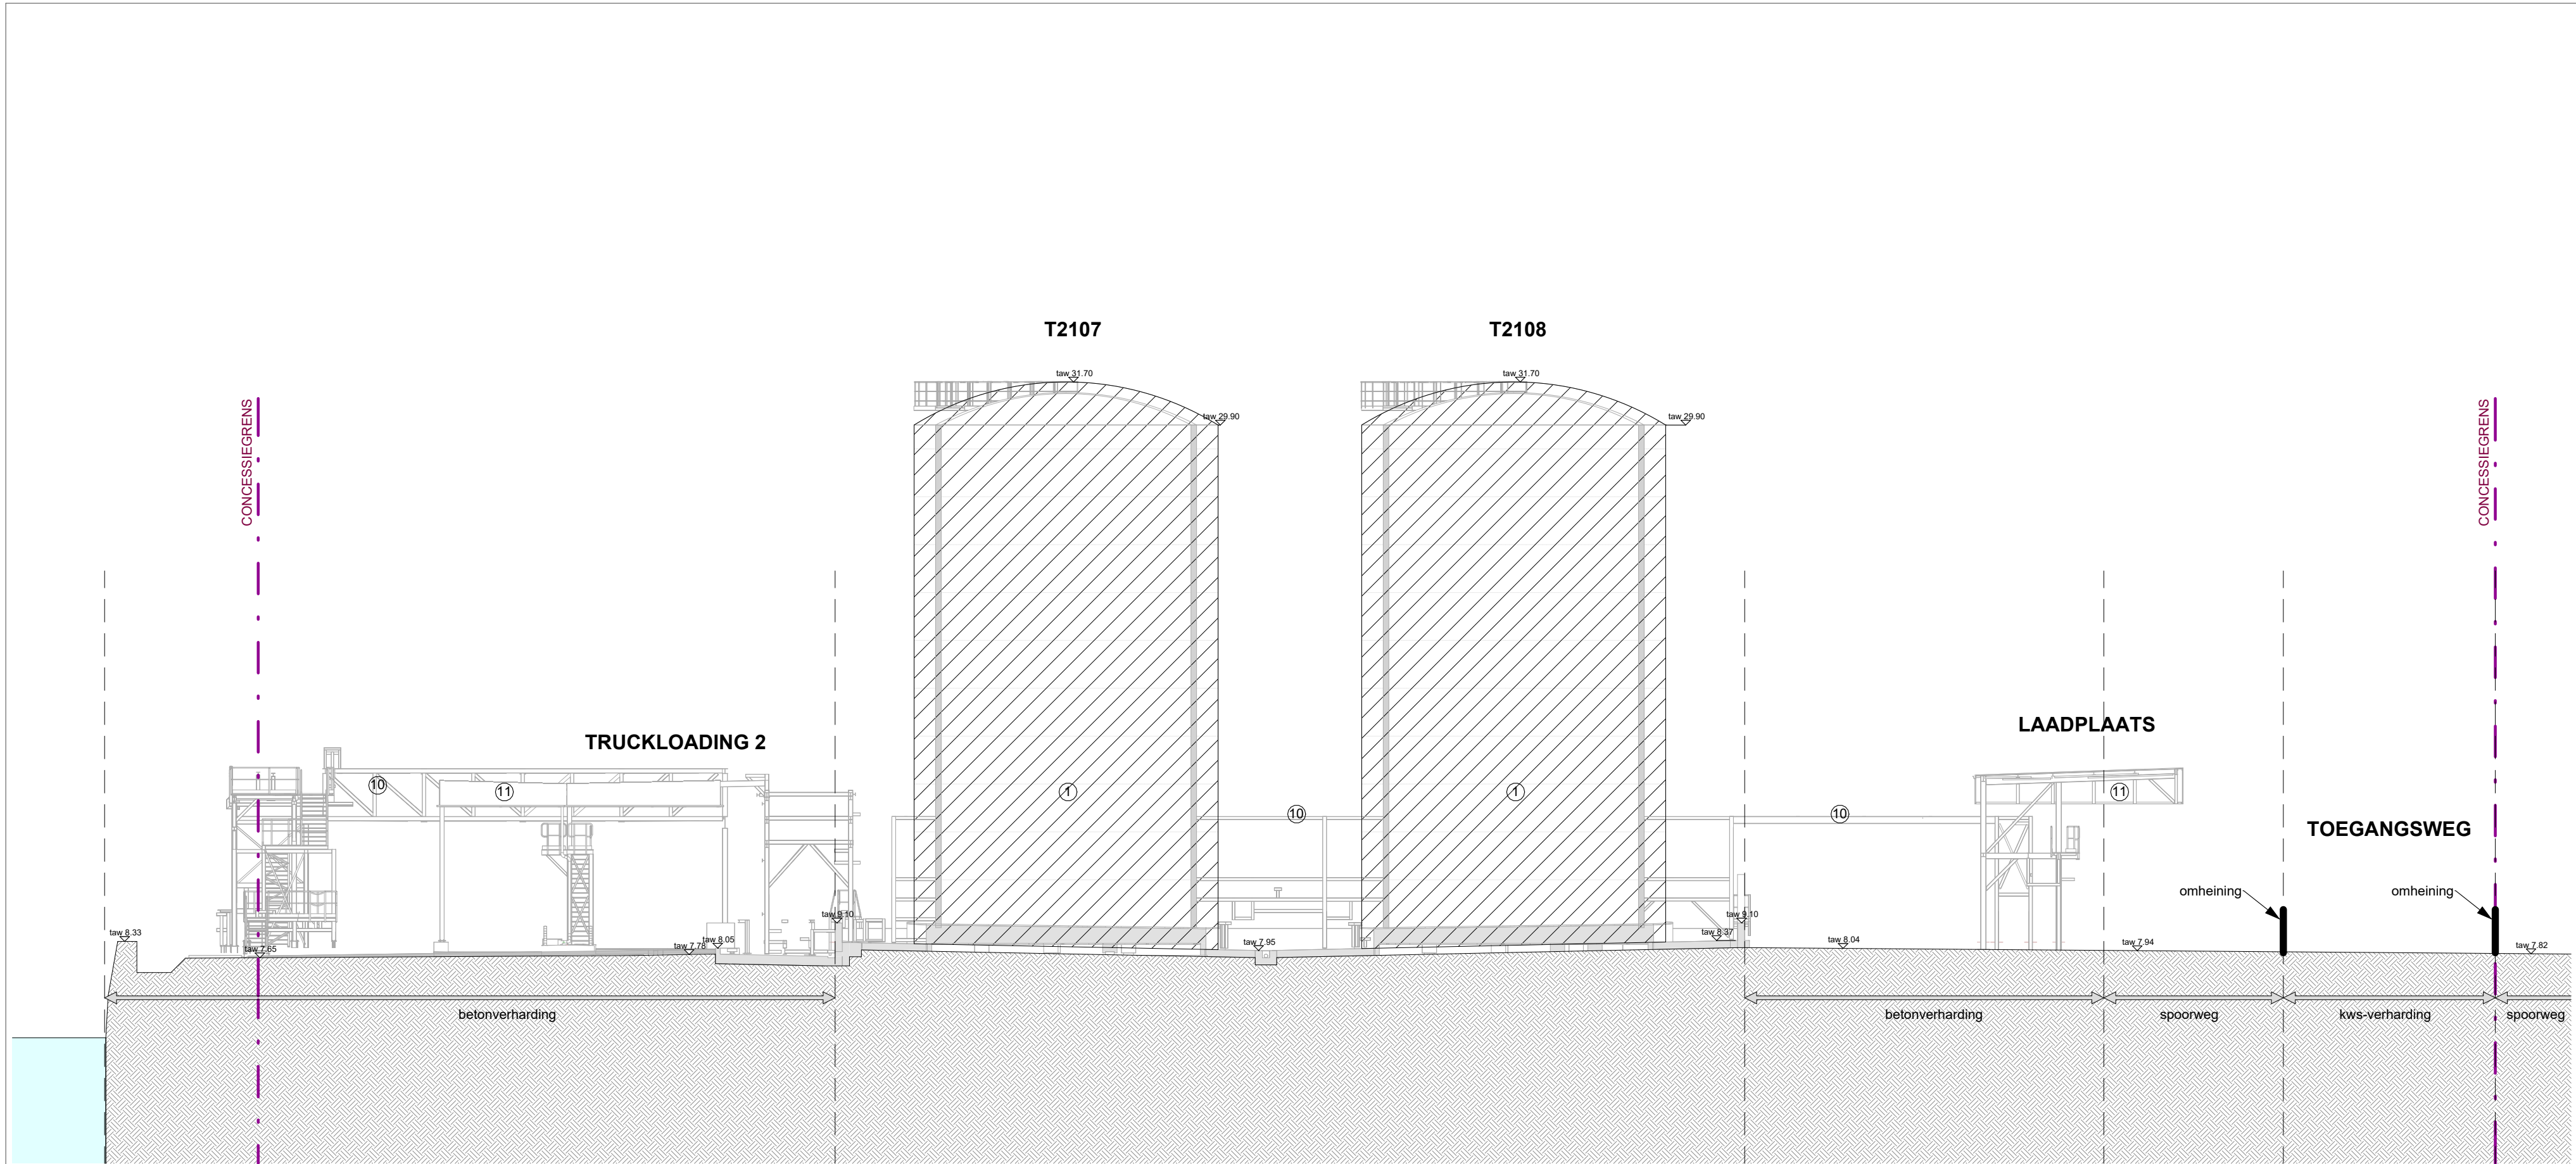 T2107
T2108
taw 31.70
taw 31.70
CONCESSIEGRENS
CONCESSIEGRENS
taw 29.90
taw 29.90
TRUCKLOADING 2
LAADPLAATS
10
11
1
1
11
10
10
TOEGANGSWEG
omheining
omheining
taw 9.10
taw 9.10
taw 8.33
taw 7.65
taw 7.78
taw 8.05
taw 7.95
taw 8.37
taw 8.04
taw 7.94
taw 7.82
betonverharding
betonverharding
spoorweg
kws-verharding
spoorweg